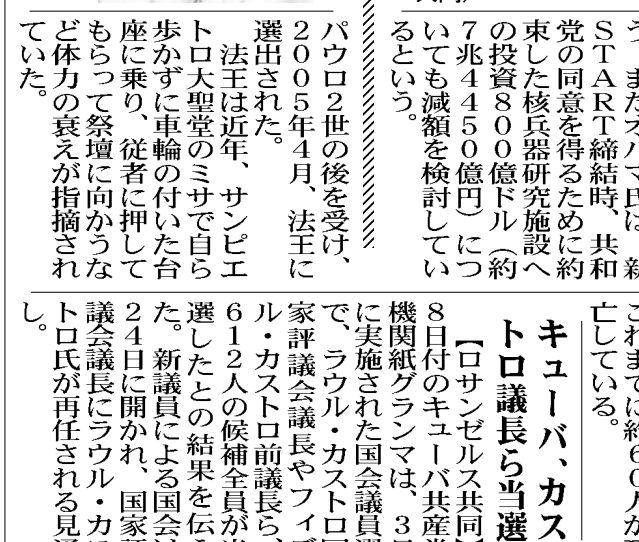 START締結時、共和
党の同意を得るために約
束した核兵器研究施設へ
の投資800億ドル（約
7兆4450億円）につ
いても減額を検討してい
るという。
パウロ2世の後を受け、
2005年4月、法王に
選出された。
法王は近年、サンピエ
トロ大聖堂のミサで自ら
歩かずに車輪の付いた台
座に乗り、従者に押して
もらって祭壇に向かうな
ど体力の衰えが指摘され
ていた。
これまでに約60人が
亡している。
キューバ、カス
トロ議長ら当選
【ロサンゼルス共同】
8日付のキューバ共産党
機関紙グランマは、3
に実施された国会議員選
で、ラウル・カストロ国
家評議会議長やフィデ
ル・カストロ前議長ら、
612人の候補全員が当
選したとの結果を伝え
た。新議員による国会は
24日に開かれ、国家評
議会議長にラウル・カス
トロ氏が再任される見通
し。